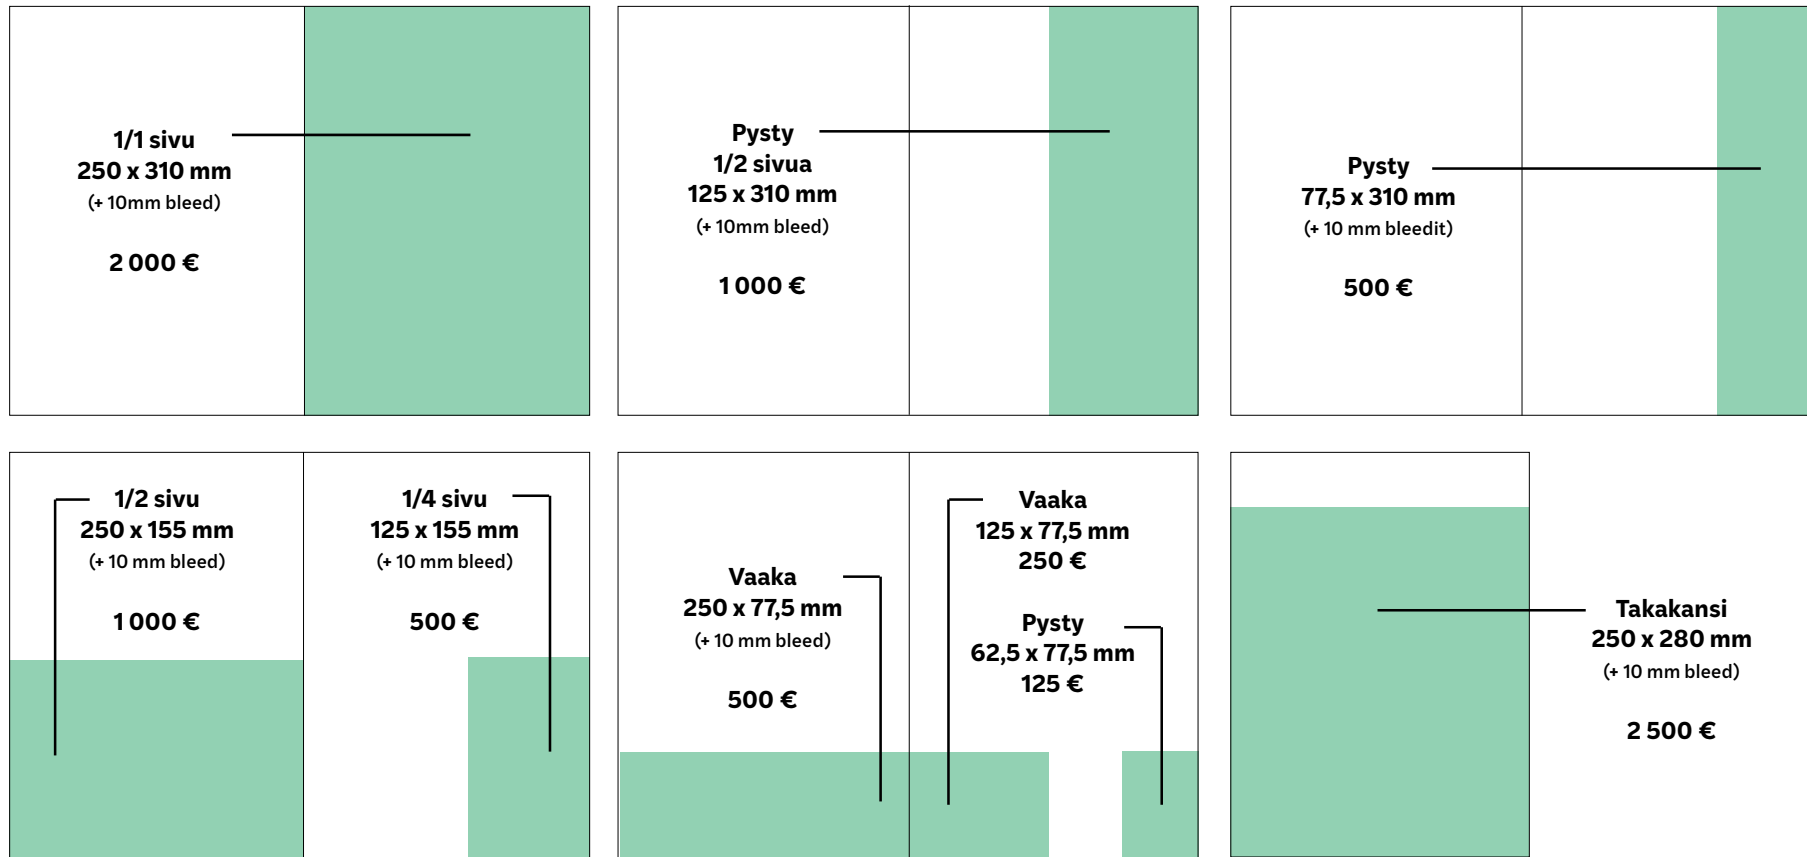 1/1 sivu
250 x 310 mm
(+ 10mm bleed)
2 000 €
Pysty
1/2 sivua
125 x 310 mm
(+ 10mm bleed)
1 000 €
Pysty
77,5 x 310 mm
(+ 10 mm bleedit)
500 €
1/2 sivu
250 x 155 mm
(+ 10 mm bleed)
1 000 €
1/4 sivu
125 x 155 mm
(+ 10 mm bleed)
500 €
Vaaka
250 x 77,5 mm
(+ 10 mm bleed)
500 €
Vaaka
125 x 77,5 mm
250 €
Pysty
62,5 x 77,5 mm
125 €
Takakansi
250 x 280 mm
(+ 10 mm bleed)
2 500 €